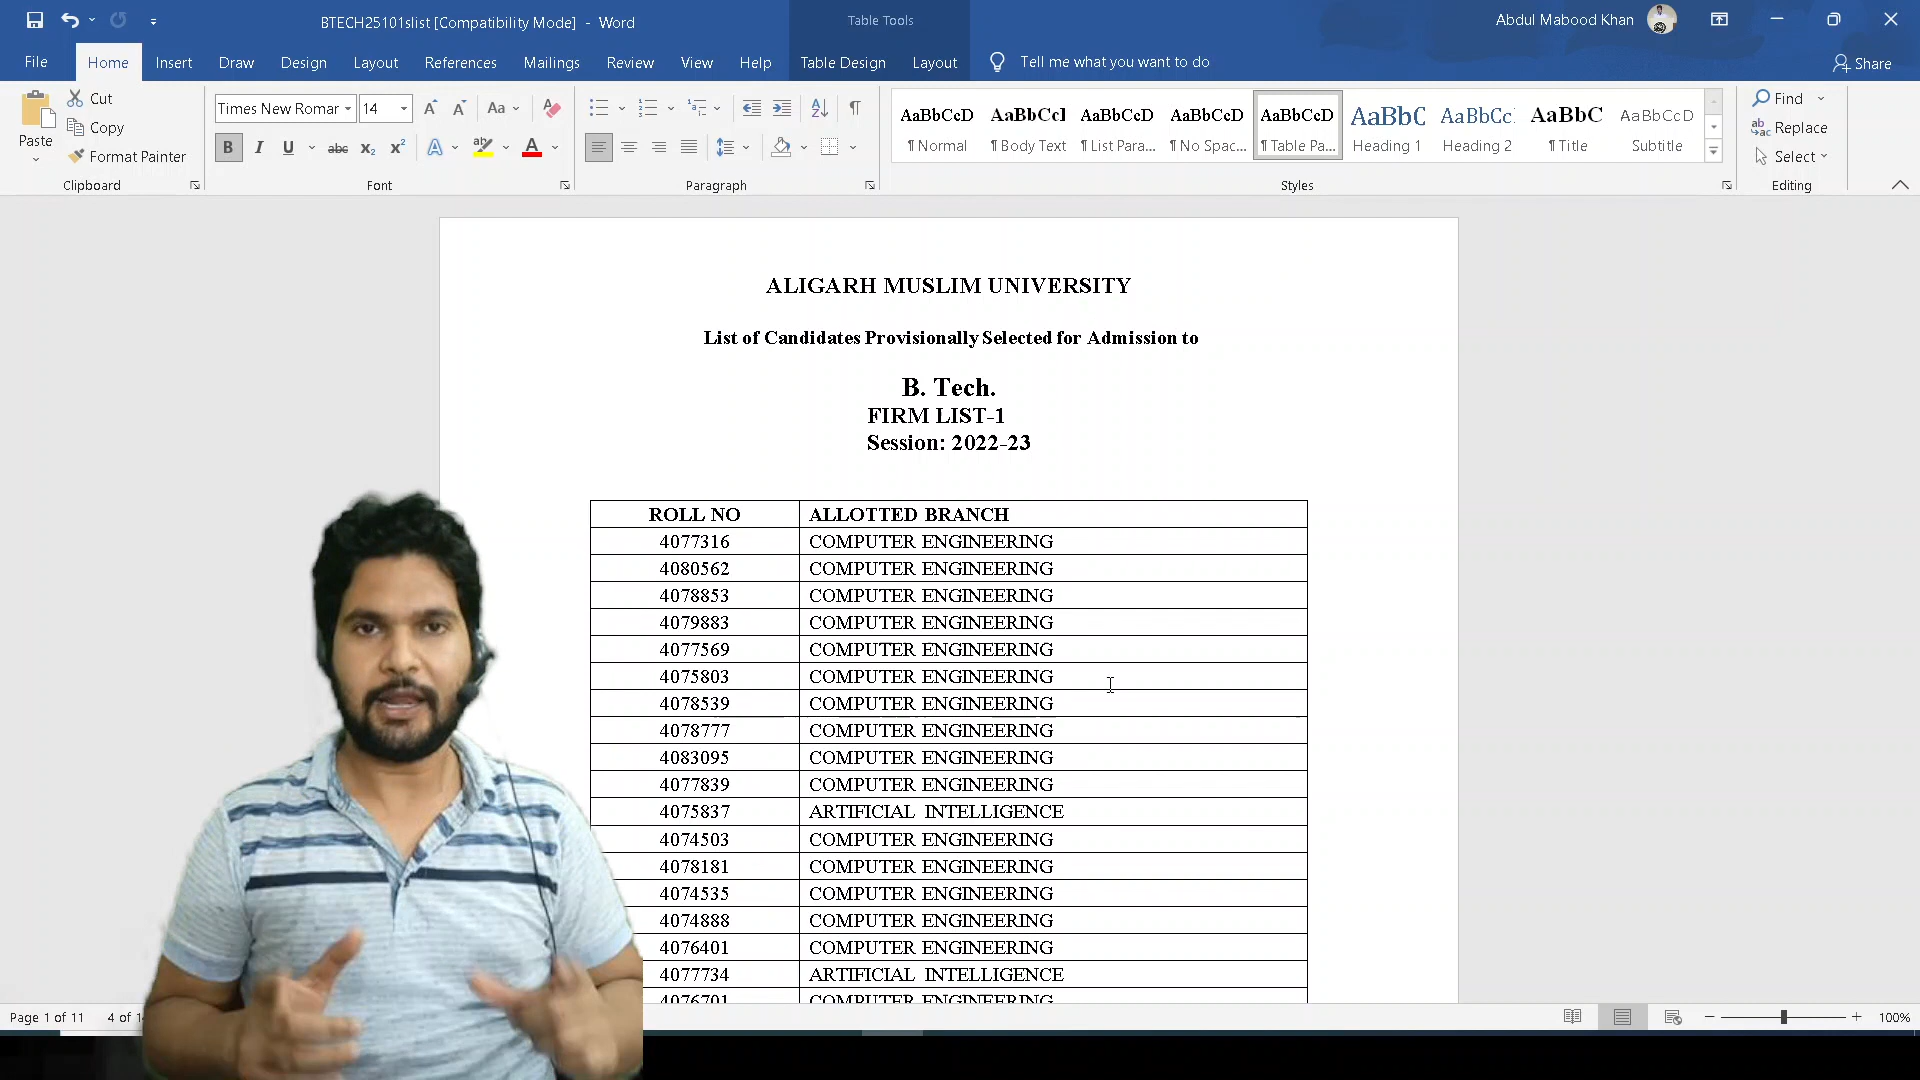 BTECH25101slist [Compatibility Mode] - Word
Table Tools
Abdul Mabood Khan
File Home Insert Draw Design Layout References Mailings Review View Help Table Design Layout Tell me what you want to do Share
Cut
Copy
Format Painter
Paste
Clipboard
Times New Roman 14
Font
Paragraph
AaBbCcD AaBbCcI AaBbCcD AaBbCcD AaBbCcD AaBbC AaBbCc AaBbC AaBbCcD
¶ Normal ¶ Body Text ¶ List Para... ¶ No Spac... ¶ Table Pa... Heading 1 Heading 2 ¶ Title Subtitle
Styles
Find
Replace
Select
Editing
ALIGARH MUSLIM UNIVERSITY
List of Candidates Provisionally Selected for Admission to
B. Tech.
FIRM LIST-1
Session: 2022-23
ROLL NO ALLOTTED BRANCH
4077316 COMPUTER ENGINEERING
4080562 COMPUTER ENGINEERING
4078853 COMPUTER ENGINEERING
4079883 COMPUTER ENGINEERING
4077569 COMPUTER ENGINEERING
4075803 COMPUTER ENGINEERING
4078539 COMPUTER ENGINEERING
4078777 COMPUTER ENGINEERING
4083095 COMPUTER ENGINEERING
4077839 COMPUTER ENGINEERING
4075837 ARTIFICIAL INTELLIGENCE
4074503 COMPUTER ENGINEERING
4078181 COMPUTER ENGINEERING
4074535 COMPUTER ENGINEERING
4074888 COMPUTER ENGINEERING
4076401 COMPUTER ENGINEERING
4077734 ARTIFICIAL INTELLIGENCE
4076701 COMPUTER ENGINEERING
Page 1 of 11 4 of 100%